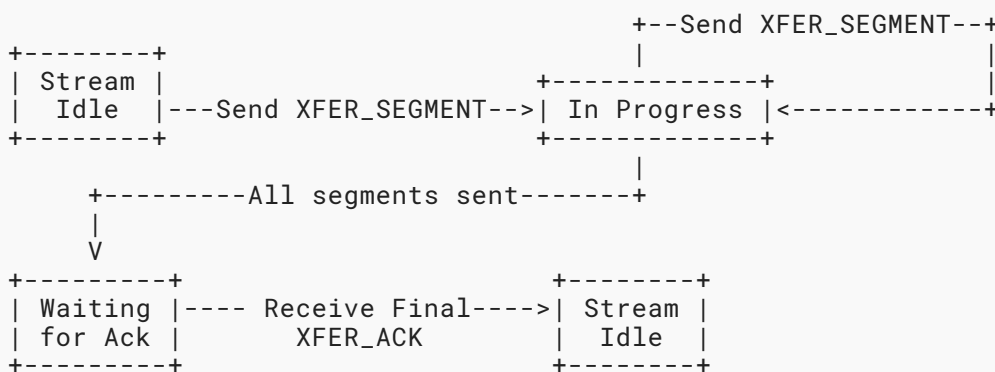 +--Send XFER_SEGMENT--+
+--------+                            |                     |
| Stream |                      +-------------+             |
|  Idle  |---Send XFER_SEGMENT-->| In Progress |<------------+
+--------+                      +-------------+
                                      |
     +---------All segments sent-------+
     |
     V
+---------+                       +--------+
| Waiting |---- Receive Final---->| Stream |
| for Ack |      XFER_ACK         |  Idle  |
+---------+                       +--------+